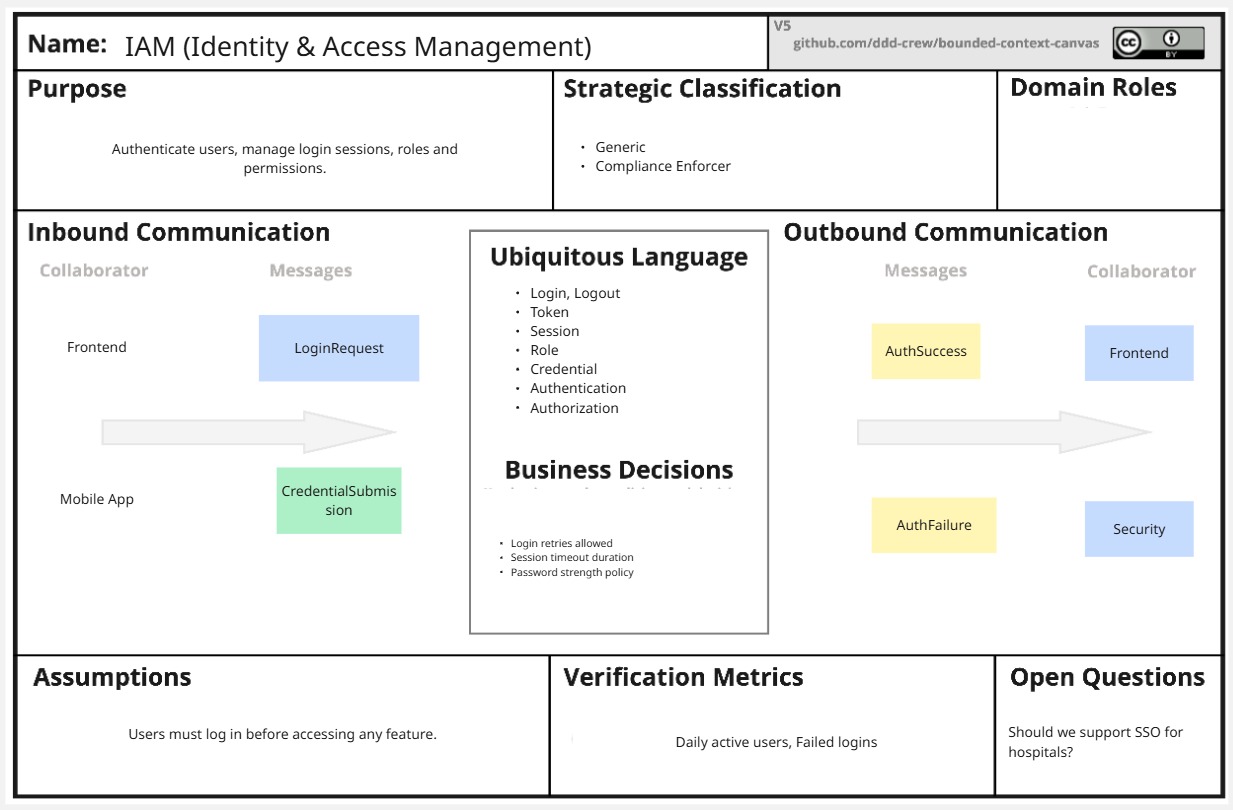 Name: IAM (Identity & Access Management)
V5
github.com/ddd-crew/bounded-context-canvas
cc
BY
Purpose
Authenticate users, manage login sessions, roles and
permissions.
Strategic Classification
• Generic
• Compliance Enforcer
Domain Roles
Inbound Communication
Collaborator
Messages
Frontend
LoginRequest
Mobile App
CredentialSubmis
sion
Ubiquitous Language
• Login, Logout
• Token
• Session
• Role
• Credential
• Authentication
• Authorization
Business Decisions
• Login retries allowed
• Session timeout duration
• Password strength policy
Outbound Communication
Messages
Collaborator
AuthSuccess
Frontend
AuthFailure
Security
Assumptions
Users must log in before accessing any feature.
Verification Metrics
Daily active users, Failed logins
Open Questions
Should we support SSO for
hospitals?